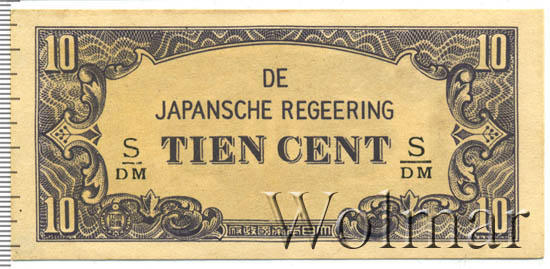 10 10
DE
JAPANSCHE REGEERING
S/DM TIEN CENT S/DM
10 10
Wolmar